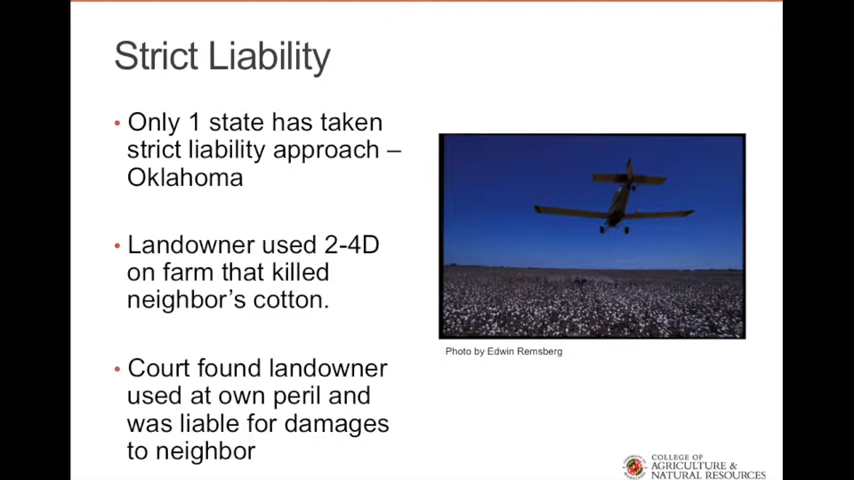 Strict Liability
• Only 1 state has taken
strict liability approach –
Oklahoma
• Landowner used 2-4D
on farm that killed
neighbor's cotton.
• Court found landowner
used at own peril and
was liable for damages
to neighbor
Photo by Edwin Remsberg
COLLEGE OF
AGRICULTURE &
NATURAL RESOURCES